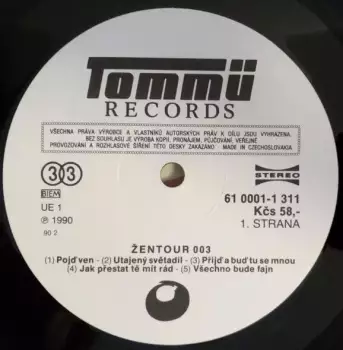 Tommü
RECORDS
VŠECHNA PRÁVA VÝROBCE A VLASTNÍKŮ AUTORSKÝCH PRÁV K DÍLU JSOU VYHRAZENA.
BEZ SOUHLASU JE VÝROBA KOPIÍ, PRONÁJEM, PŮJČOVÁNÍ, VEŘEJNÉ
PROVOZOVÁNÍ A ROZHLASOVÉ ŠÍŘENÍ TÉTO DESKY ZAKÁZÁNO. MADE IN CZECHOSLOVAKIA
33
BIEM
UE 1
Ⓟ 1990
90 2
STEREO
61 0001-1 311
Kčs 58,-
1. STRANA
ŽENTOUR 003
(1) Pojď ven - (2) Utajený světadíl - (3) Přijď a buď tu se mnou
(4) Jak přestat tě mít rád - (5) Všechno bude fajn